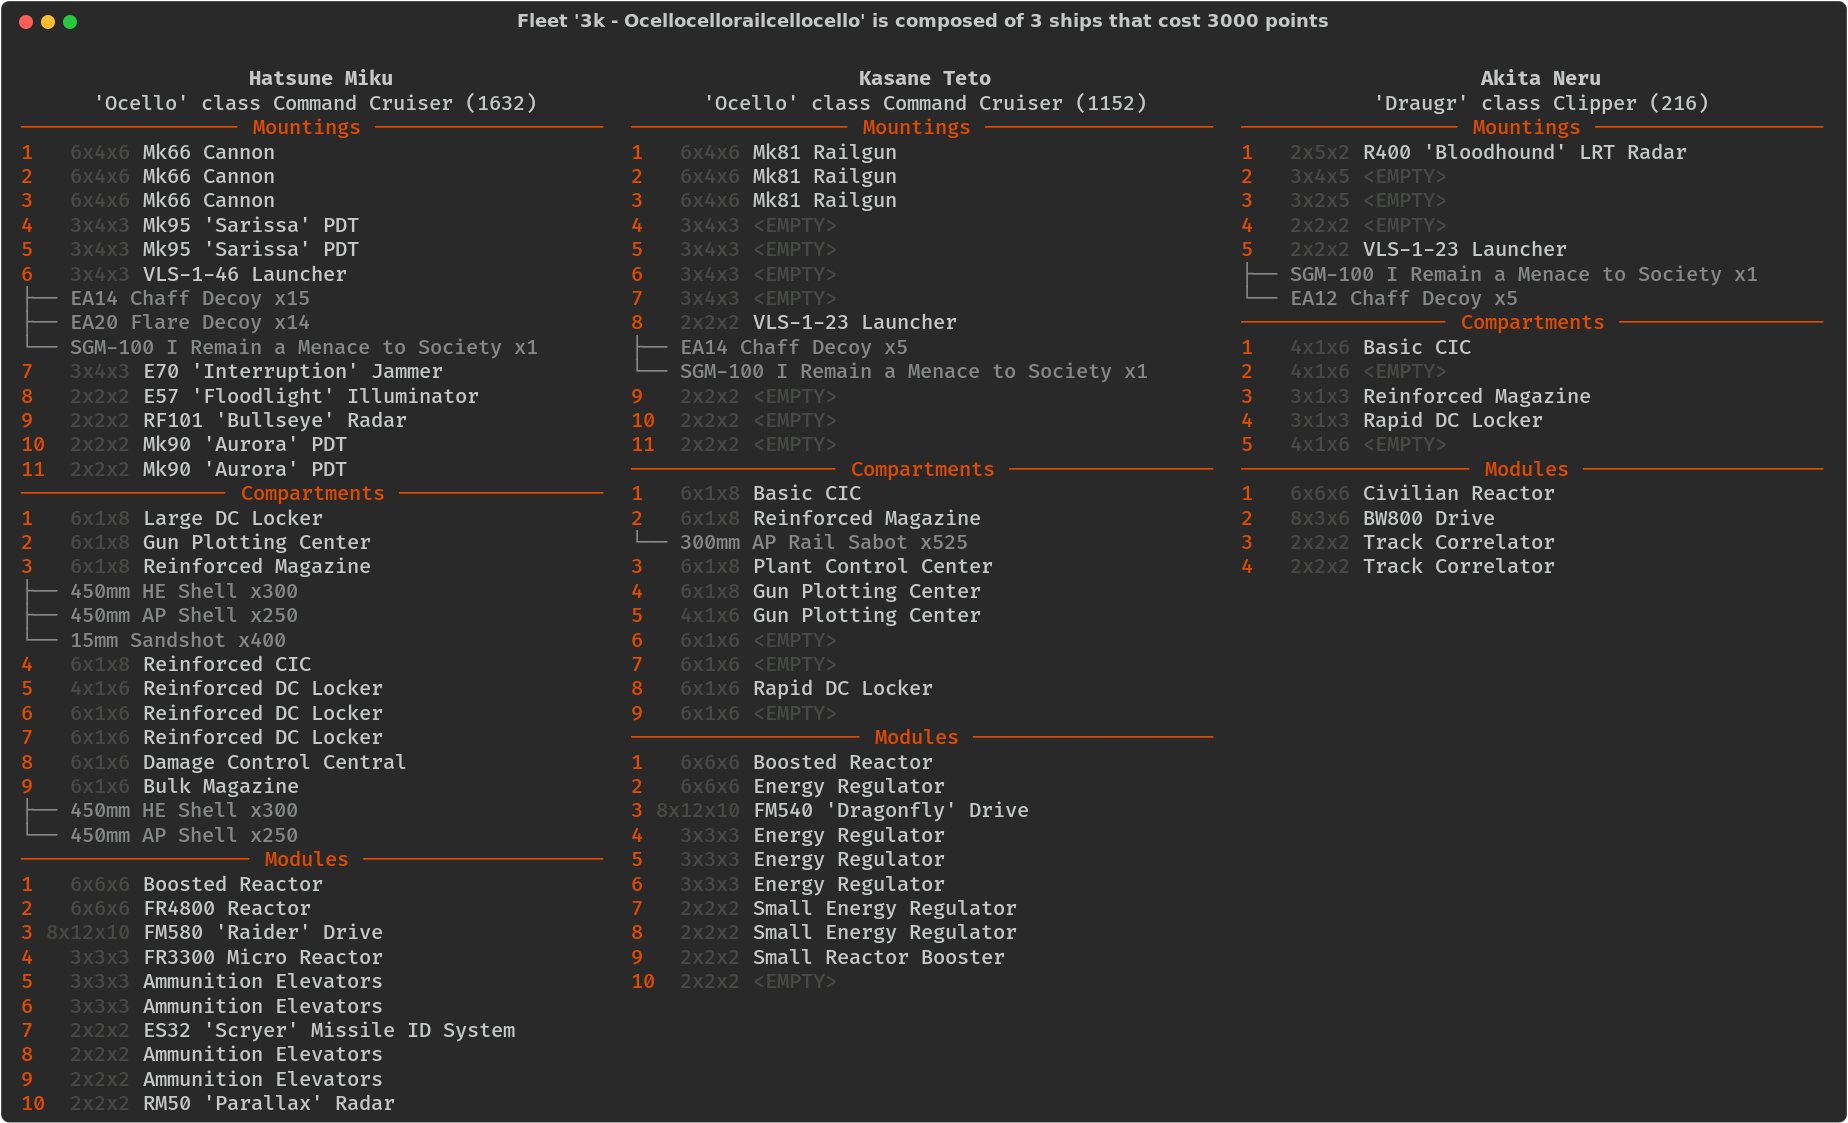 Fleet '3k - Ocellocellorailcellocello' is composed of 3 ships that cost 3000 points
Hatsune Miku
'Ocello' class Command Cruiser (1632)
Mountings
1 6x4x6 Mk66 Cannon
2 6x4x6 Mk66 Cannon
3 6x4x6 Mk66 Cannon
4 3x4x3 Mk95 'Sarissa' PDT
5 3x4x3 Mk95 'Sarissa' PDT
6 3x4x3 VLS-1-46 Launcher
EA14 Chaff Decoy x15
EA20 Flare Decoy x14
SGM-100 I Remain a Menace to Society x1
7 3x4x3 E70 'Interruption' Jammer
8 2x2x2 E57 'Floodlight' Illuminator
9 2x2x2 RF101 'Bullseye' Radar
10 2x2x2 Mk90 'Aurora' PDT
11 2x2x2 Mk90 'Aurora' PDT
Compartments
1 6x1x8 Large DC Locker
2 6x1x8 Gun Plotting Center
3 6x1x8 Reinforced Magazine
450mm HE Shell x300
450mm AP Shell x250
15mm Sandshot x400
4 6x1x8 Reinforced CIC
5 4x1x6 Reinforced DC Locker
6 6x1x6 Reinforced DC Locker
7 6x1x6 Reinforced DC Locker
8 6x1x6 Damage Control Central
9 6x1x6 Bulk Magazine
450mm HE Shell x300
450mm AP Shell x250
Modules
1 6x6x6 Boosted Reactor
2 6x6x6 FR4800 Reactor
3 8x12x10 FM580 'Raider' Drive
4 3x3x3 FR3300 Micro Reactor
5 3x3x3 Ammunition Elevators
6 3x3x3 Ammunition Elevators
7 2x2x2 ES32 'Scryer' Missile ID System
8 2x2x2 Ammunition Elevators
9 2x2x2 Ammunition Elevators
10 2x2x2 RM50 'Parallax' Radar
Kasane Teto
'Ocello' class Command Cruiser (1152)
Mountings
1 6x4x6 Mk81 Railgun
2 6x4x6 Mk81 Railgun
3 6x4x6 Mk81 Railgun
4 3x4x3 <EMPTY>
5 3x4x3 <EMPTY>
6 3x4x3 <EMPTY>
7 3x4x3 <EMPTY>
8 2x2x2 VLS-1-23 Launcher
EA14 Chaff Decoy x5
SGM-100 I Remain a Menace to Society x1
9 2x2x2 <EMPTY>
10 2x2x2 <EMPTY>
11 2x2x2 <EMPTY>
Compartments
1 6x1x8 Basic CIC
2 6x1x8 Reinforced Magazine
300mm AP Rail Sabot x525
3 6x1x8 Plant Control Center
4 6x1x8 Gun Plotting Center
5 4x1x6 Gun Plotting Center
6 6x1x6 <EMPTY>
7 6x1x6 <EMPTY>
8 6x1x6 Rapid DC Locker
9 6x1x6 <EMPTY>
Modules
1 6x6x6 Boosted Reactor
2 6x6x6 Energy Regulator
3 8x12x10 FM540 'Dragonfly' Drive
4 3x3x3 Energy Regulator
5 3x3x3 Energy Regulator
6 3x3x3 Energy Regulator
7 2x2x2 Small Energy Regulator
8 2x2x2 Small Energy Regulator
9 2x2x2 Small Reactor Booster
10 2x2x2 <EMPTY>
Akita Neru
'Draugr' class Clipper (216)
Mountings
1 2x5x2 R400 'Bloodhound' LRT Radar
2 3x4x5 <EMPTY>
3 3x2x5 <EMPTY>
4 2x2x2 <EMPTY>
5 2x2x2 VLS-1-23 Launcher
SGM-100 I Remain a Menace to Society x1
EA12 Chaff Decoy x5
Compartments
1 4x1x6 Basic CIC
2 4x1x6 <EMPTY>
3 3x1x3 Reinforced Magazine
4 3x1x3 Rapid DC Locker
5 4x1x6 <EMPTY>
Modules
1 6x6x6 Civilian Reactor
2 8x3x6 BW800 Drive
3 2x2x2 Track Correlator
4 2x2x2 Track Correlator